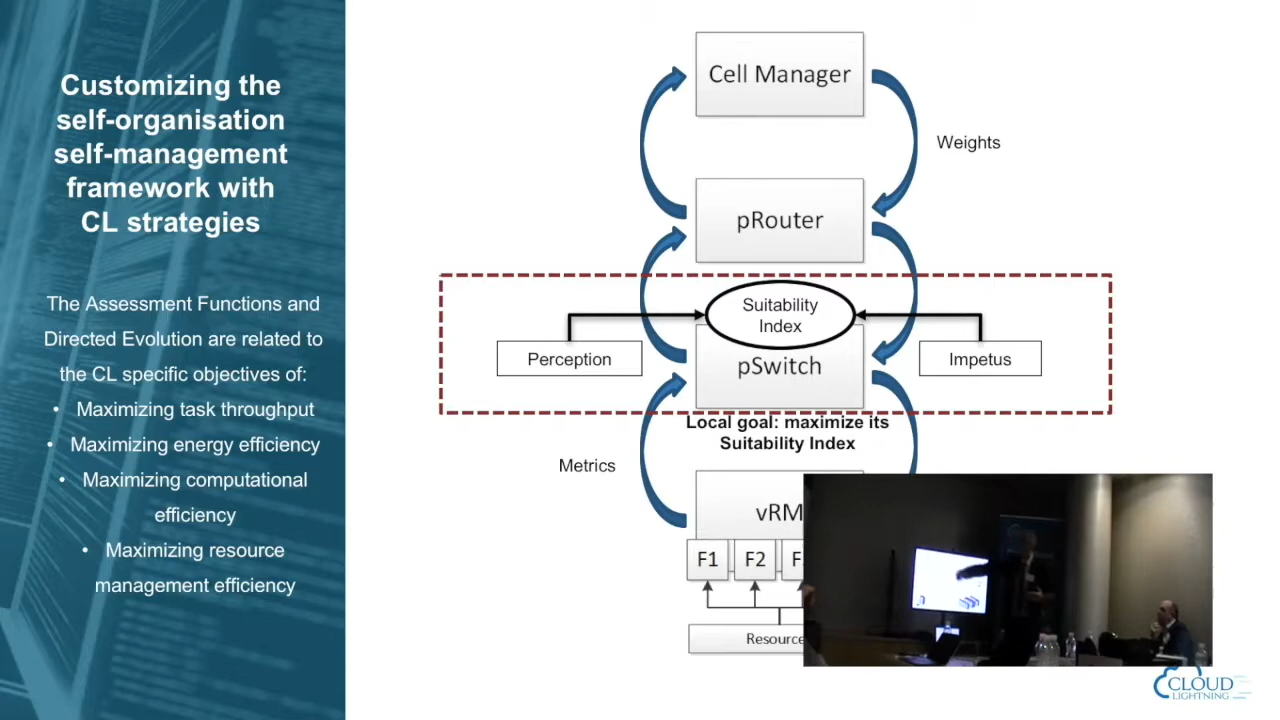 Customizing the
self-organisation
self-management
framework with
CL strategies
The Assessment Functions and
Directed Evolution are related to
the CL specific objectives of:
• Maximizing task throughput
• Maximizing energy efficiency
• Maximizing computational
efficiency
• Maximizing resource
management efficiency
Cell Manager
Weights
pRouter
Suitability
Index
Perception
Impetus
pSwitch
Local goal: maximize its
Suitability Index
Metrics
vRM
F1
F2
Resource
CLOUD
LIGHTNING